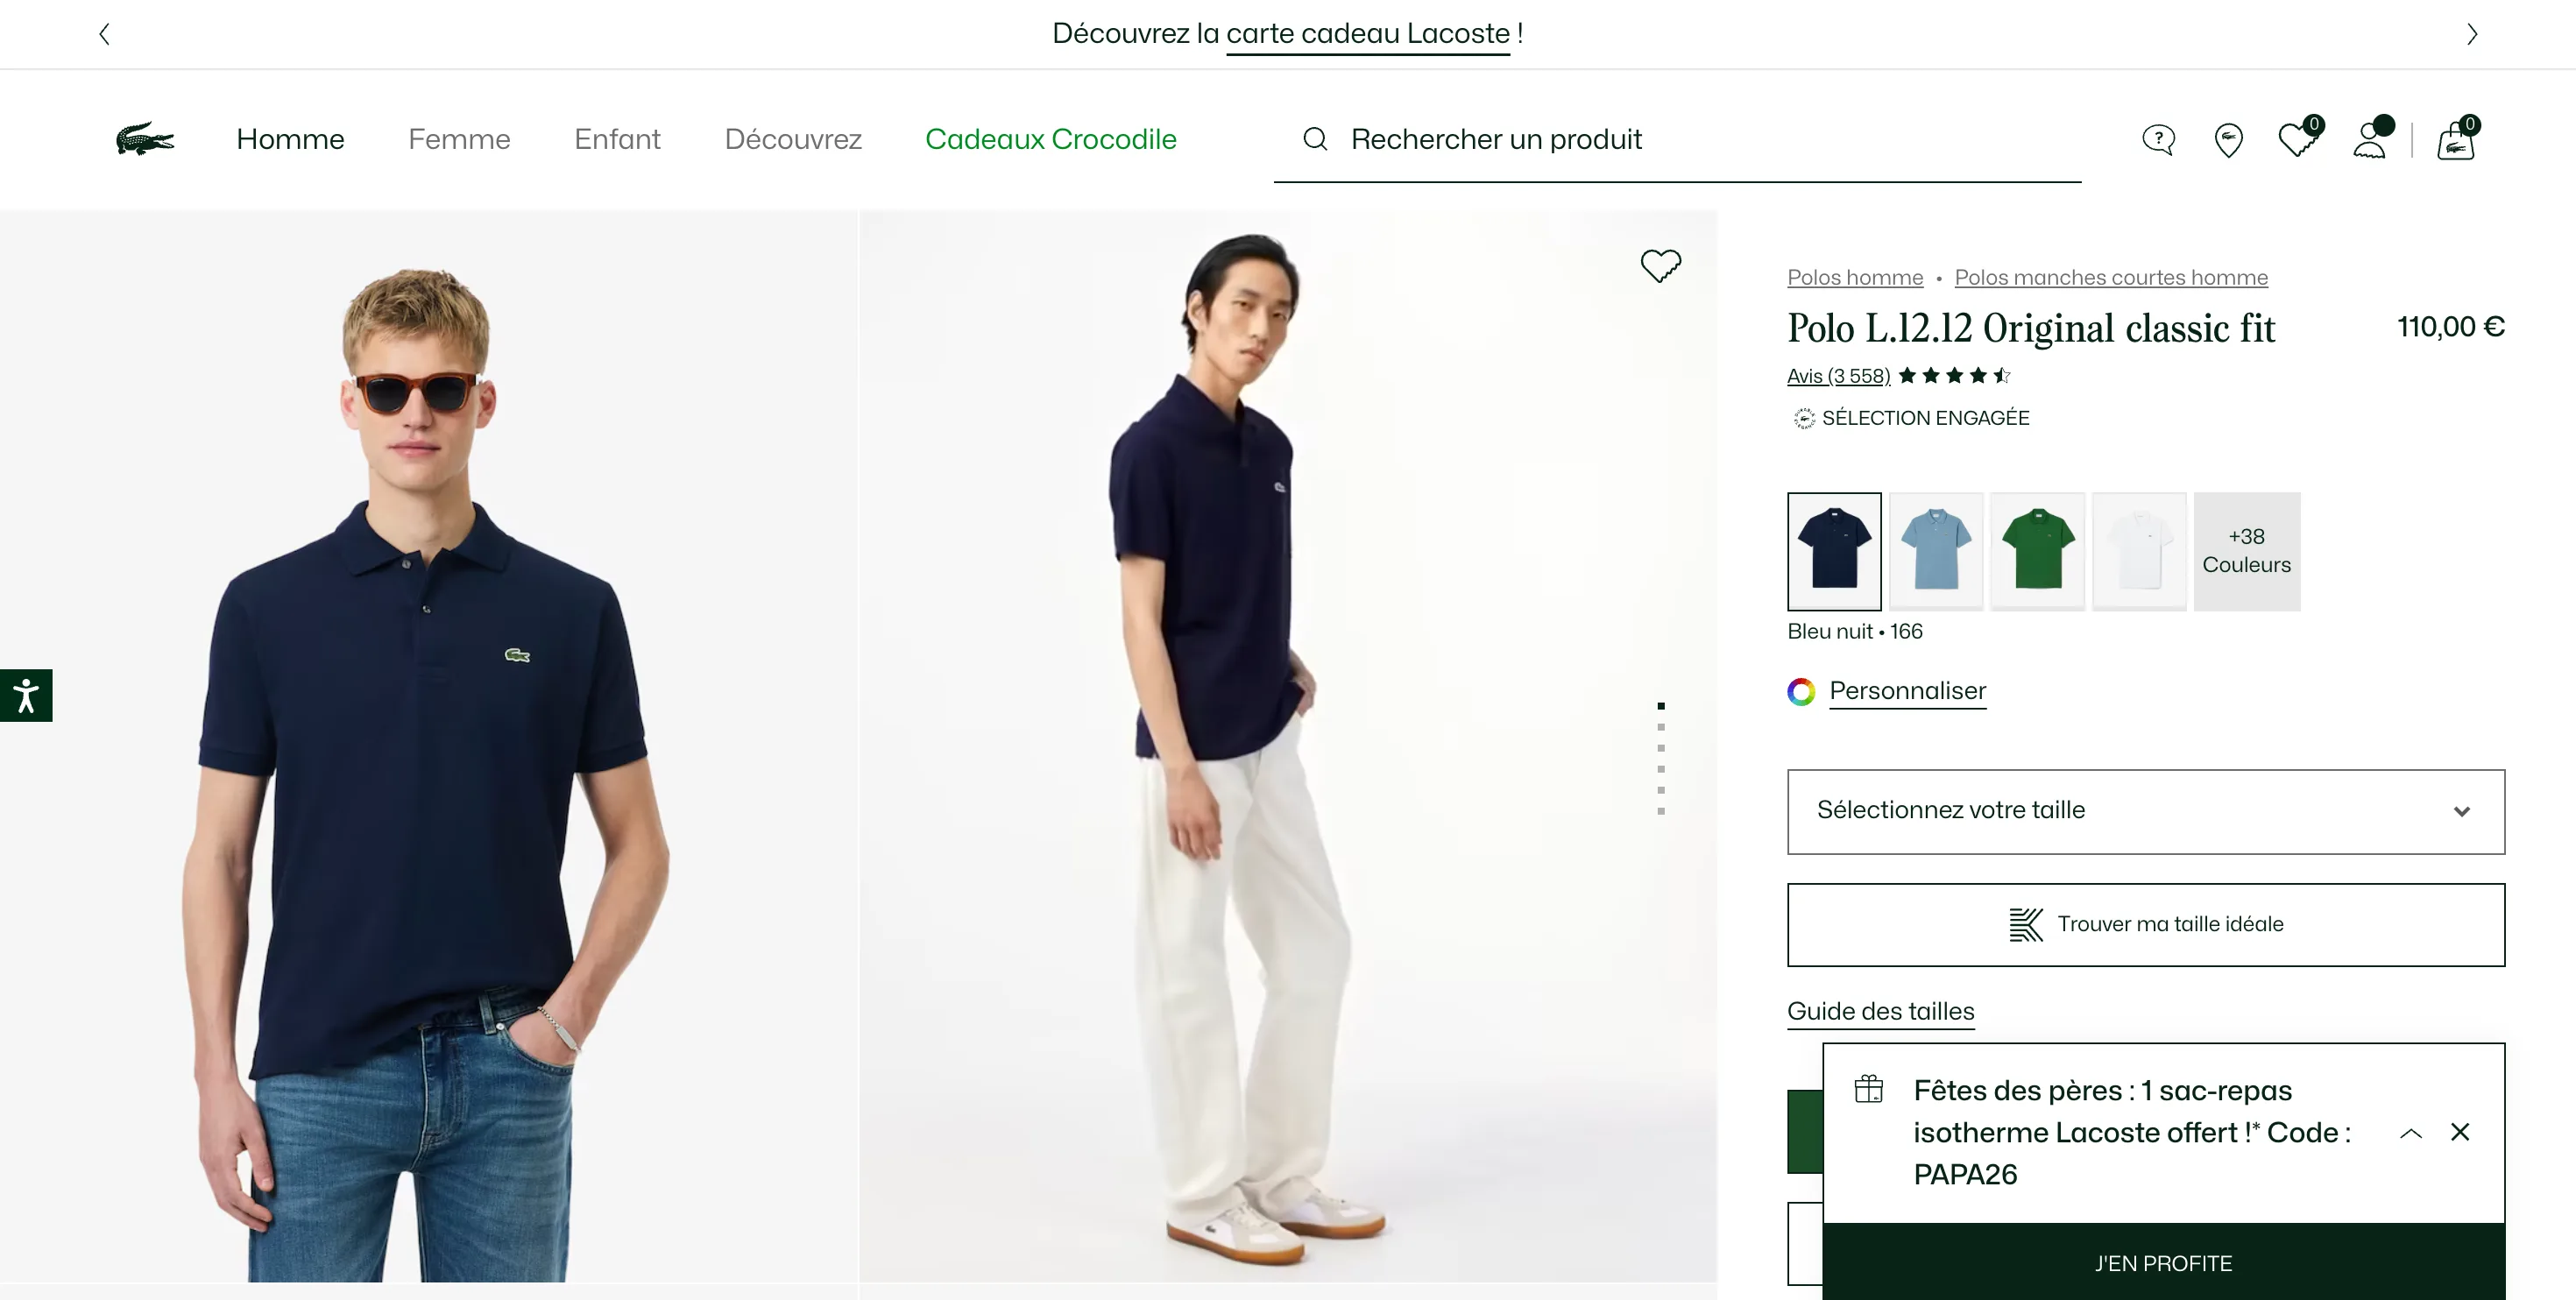 Découvrez la carte cadeau Lacoste !
Homme
Femme
Enfant
Découvrez
Cadeaux Crocodile
Rechercher un produit
?
0
0
Polos homme • Polos manches courtes homme
Polo L.12.12 Original classic fit
110,00 €
Avis (3 558)
SÉLECTION ENGAGÉE
+38
Couleurs
Bleu nuit • 166
Personnaliser
Sélectionnez votre taille
Trouver ma taille idéale
Guide des tailles
Fêtes des pères : 1 sac-repas
isotherme Lacoste offert !* Code :
PAPA26
J'EN PROFITE